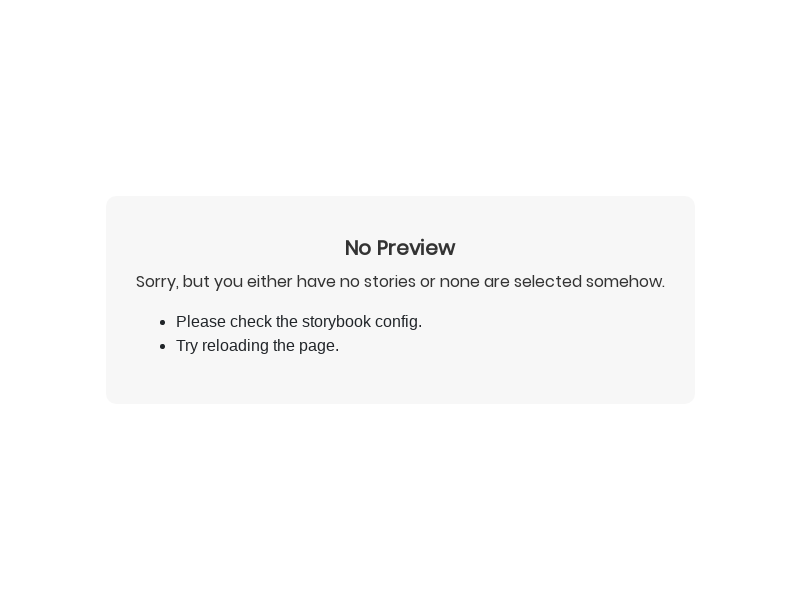 No Preview
Sorry, but you either have no stories or none are selected somehow.
Please check the storybook config.
Try reloading the page.